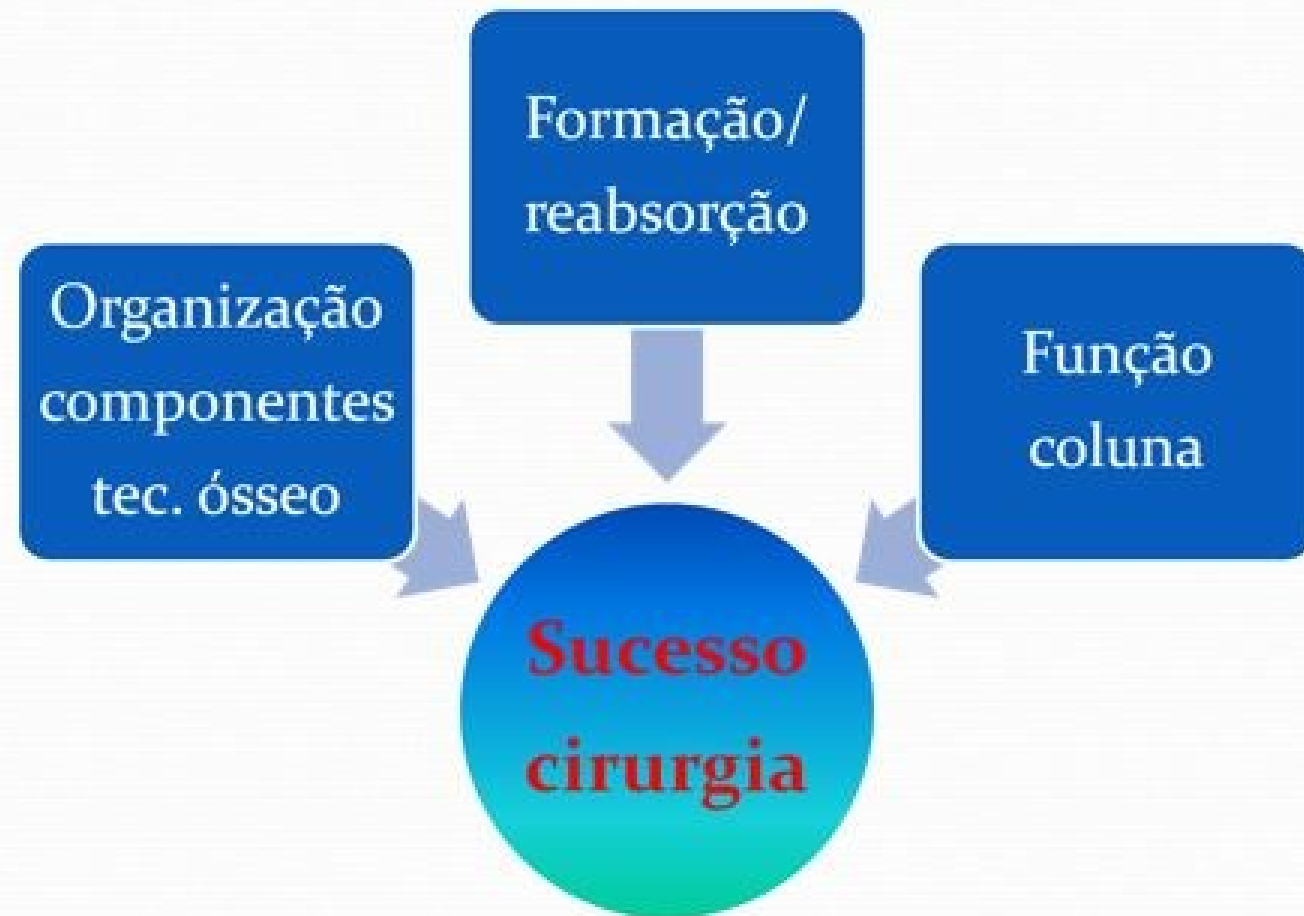 Formação/
reabsorção
Organização
componentes
tec. ósseo
Função
coluna
Sucesso
cirurgia